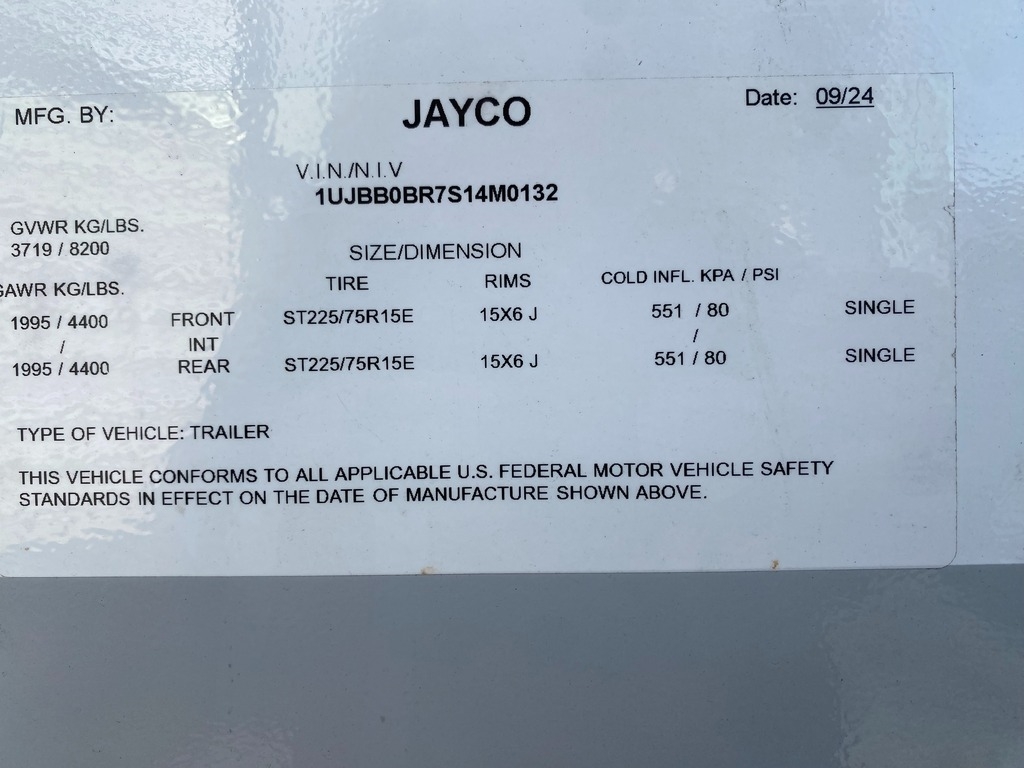 MFG. BY: JAYCO Date: 09/24
V.I.N./N.I.V
1UJBB0BR7S14M0132
GVWR KG/LBS.
3719 / 8200
SIZE/DIMENSION
GAWR KG/LBS. TIRE RIMS COLD INFL. KPA / PSI
1995 / 4400 FRONT ST225/75R15E 15X6 J 551 / 80 SINGLE
/ INT /
1995 / 4400 REAR ST225/75R15E 15X6 J 551 / 80 SINGLE
TYPE OF VEHICLE: TRAILER
THIS VEHICLE CONFORMS TO ALL APPLICABLE U.S. FEDERAL MOTOR VEHICLE SAFETY
STANDARDS IN EFFECT ON THE DATE OF MANUFACTURE SHOWN ABOVE.